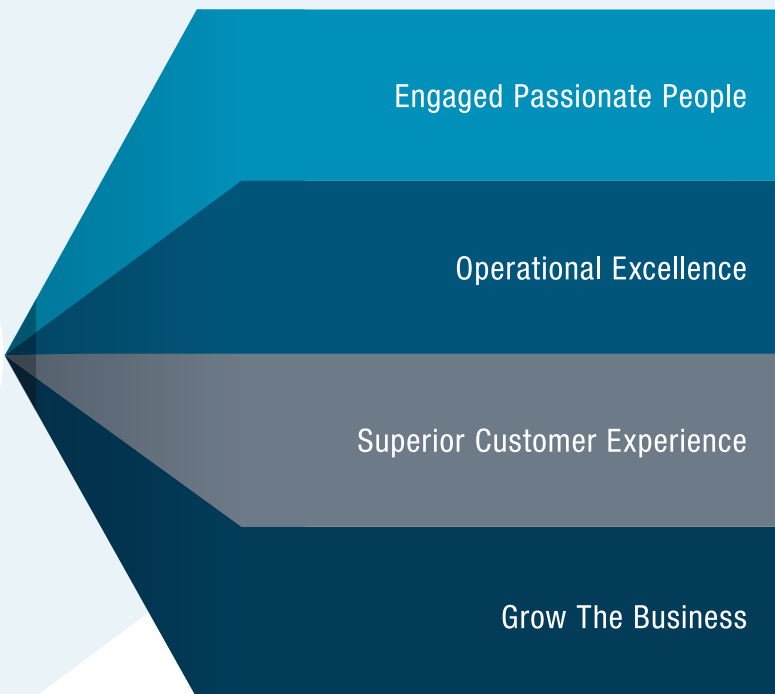 Engaged Passionate People
Operational Excellence
Superior Customer Experience
Grow The Business